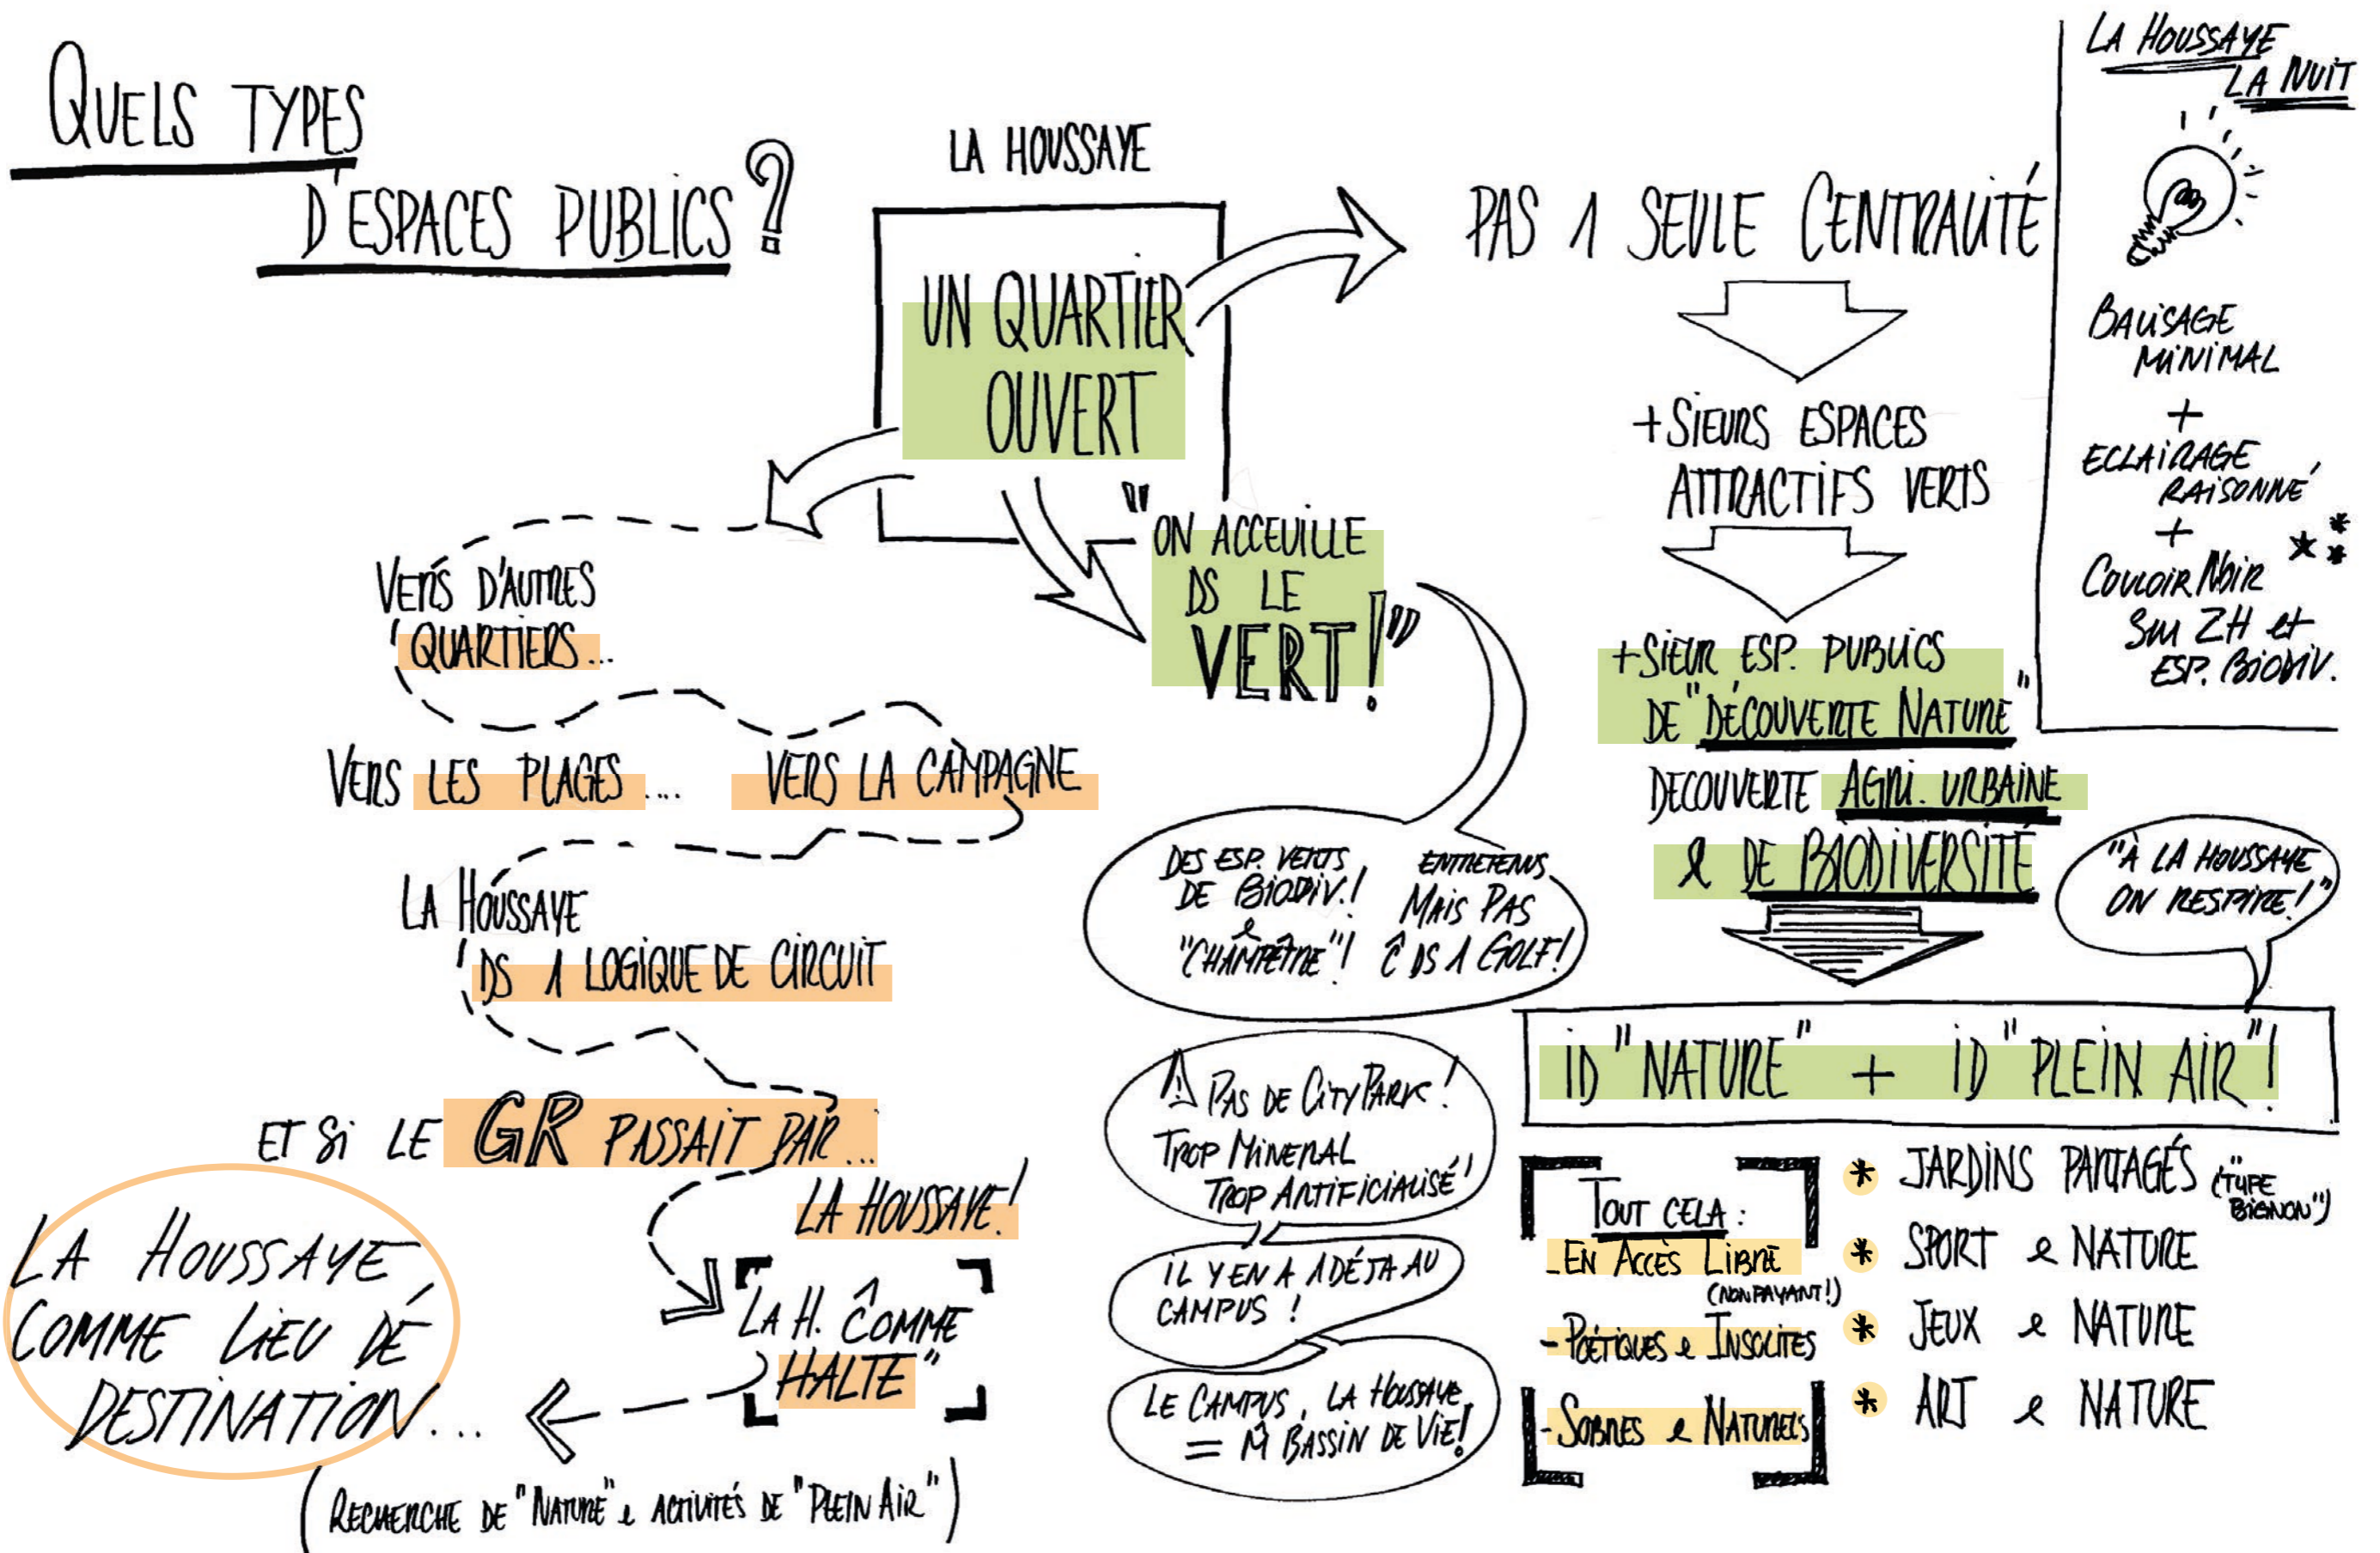 QUELS TYPES
D'ESPACES PUBLICS ?
LA HOUSSAYE
UN QUARTIER
OUVERT
"ON ACCEUILLE
DS LE
VERT!"
VERS D'AUTRES
QUARTIERS...
VERS LES PLAGES.... VERS LA CAMPAGNE
LA HOUSSAYE
DS 1 LOGIQUE DE CIRCUIT
ET SI LE GR PASSAIT PAR...
LA HOUSSAYE!
"LA H. COMME
HALTE"
LA HOUSSAYE
COMME LIEU DE
DESTINATION...
(RECHERCHE DE "NATURE" & ACTIVITÉS DE "PLEIN AIR")
DES ESP. VERTS
DE BIODIV.!
&
"CHAMPÊTRE"!
ENTRETENUS
MAIS PAS
Ĉ DS 1 GOLF!
⚠ PAS DE CITY PARK!
TROP MINERAL
TROP ARTIFICIALISÉ!
IL Y EN A 1 DÉJA AU
CAMPUS !
LE CAMPUS, LA HOUSSAYE
= M̂ BASSIN DE VIE!
PAS 1 SEULE CENTRALITÉ
+SIEURS ESPACES
ATTRACTIFS VERTS
+SIEUR ESP. PUBLICS
DE "DÉCOUVERTE NATURE"
DECOUVERTE AGRI. URBAINE
& DE BIODIVERSITÉ
"À LA HOUSSAYE
ON RESPIRE!"
ID "NATURE" + ID "PLEIN AIR"!
TOUT CELA :
- EN ACCÈS LIBRE
(NON PAYANT!)
- POÉTIQUES & INSOLITES
- SOBRES & NATURELS
* JARDINS PARTAGÉS (TYPE
BIGNON")
* SPORT & NATURE
* JEUX & NATURE
* ART & NATURE
LA HOUSSAYE
LA NUIT
BALISAGE
MINIMAL
+
ECLAIRAGE
RAISONNÉ
+
COULOIR NOIR
SUR ZH et
ESP. BIODIV.